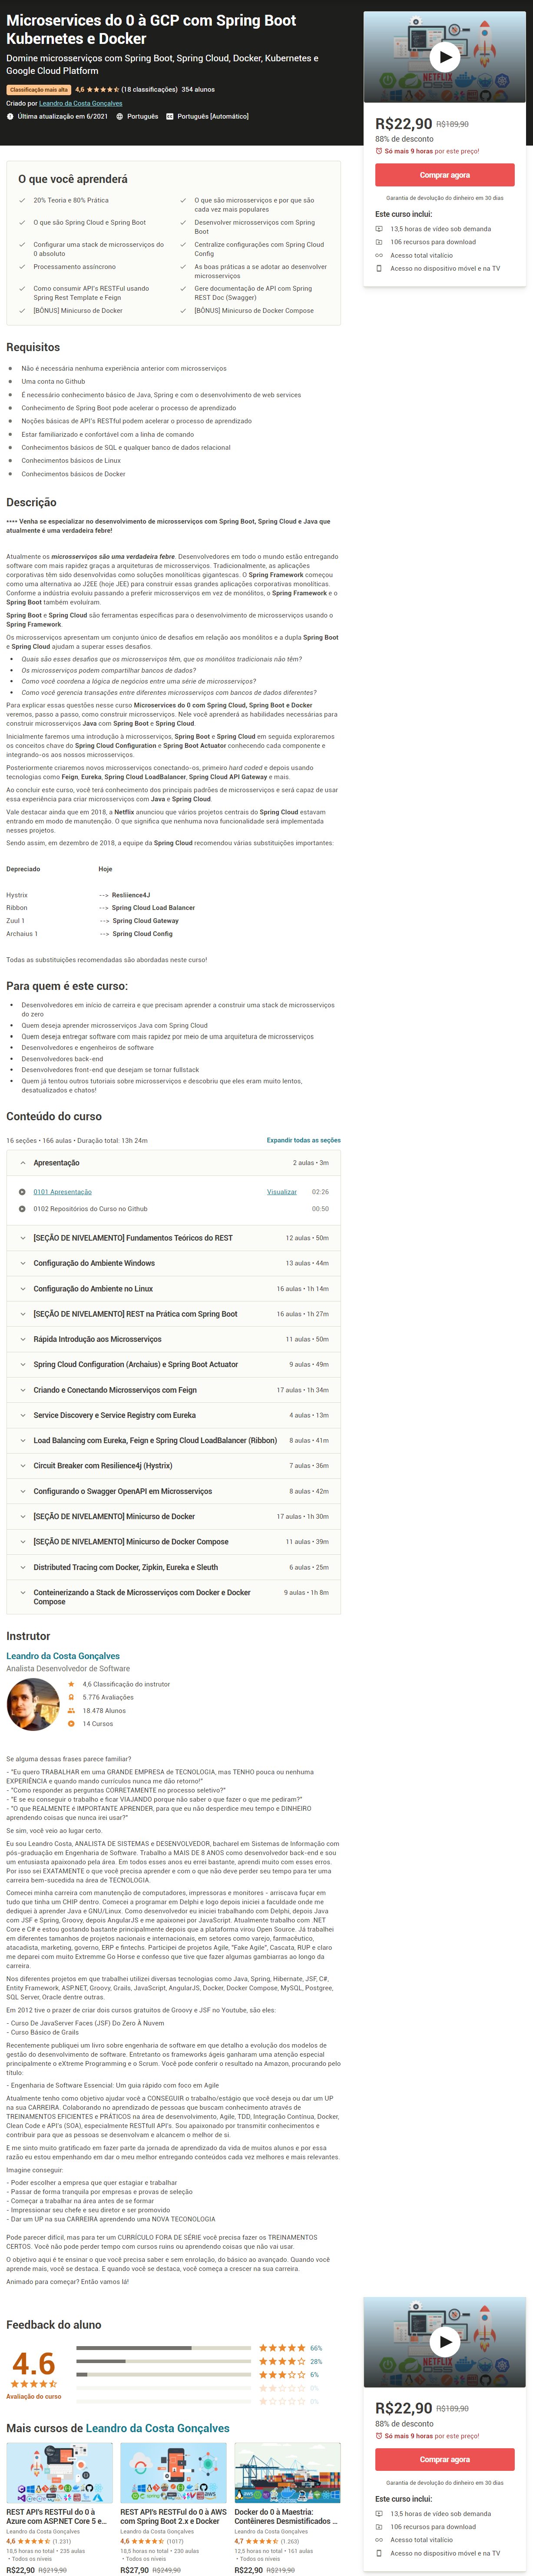 Microservices do 0 à GCP com Spring Boot
Kubernetes e Docker
Domine microsserviços com Spring Boot, Spring Cloud, Docker, Kubernetes e
Google Cloud Platform
Classificação mais alta 4,6 (18 classificações) 354 alunos
Criado por Leandro da Costa Gonçalves
Última atualização em 6/2021 Português Português [Automático]
NETFLIX
R$22,90 R$189,90
88% de desconto
Só mais 9 horas por este preço!
Comprar agora
Garantia de devolução do dinheiro em 30 dias
Este curso inclui:
13,5 horas de vídeo sob demanda
106 recursos para download
Acesso total vitalício
Acesso no dispositivo móvel e na TV
O que você aprenderá
20% Teoria e 80% Prática
O que são microsserviços e por que são
cada vez mais populares
O que são Spring Cloud e Spring Boot
Desenvolver microsserviços com Spring
Boot
Configurar uma stack de microsserviços do
0 absoluto
Centralize configurações com Spring Cloud
Config
Processamento assíncrono
As boas práticas a se adotar ao desenvolver
microsserviços
Como consumir API's RESTFul usando
Spring Rest Template e Feign
Gere documentação de API com Spring
REST Doc (Swagger)
[BÔNUS] Minicurso de Docker
[BÔNUS] Minicurso de Docker Compose
Requisitos
Não é necessária nenhuma experiência anterior com microsserviços
Uma conta no Github
É necessário conhecimento básico de Java, Spring e com o desenvolvimento de web services
Conhecimento de Spring Boot pode acelerar o processo de aprendizado
Noções básicas de API's RESTful podem acelerar o processo de aprendizado
Estar familiarizado e confortável com a linha de comando
Conhecimentos básicos de SQL e qualquer banco de dados relacional
Conhecimentos básicos de Linux
Conhecimentos básicos de Docker
Descrição
**** Venha se especializar no desenvolvimento de microsserviços com Spring Boot, Spring Cloud e Java que
atualmente é uma verdadeira febre!
Atualmente os microsserviços são uma verdadeira febre. Desenvolvedores em todo o mundo estão entregando
software com mais rapidez graças a arquiteturas de microsserviços. Tradicionalmente, as aplicações
corporativas têm sido desenvolvidas como soluções monolíticas gigantescas. O Spring Framework começou
como uma alternativa ao J2EE (hoje JEE) para construir essas grandes aplicações corporativas monolíticas.
Conforme a indústria evoluiu passando a preferir microsserviços em vez de monólitos, o Spring Framework e o
Spring Boot também evoluíram.
Spring Boot e Spring Cloud são ferramentas específicas para o desenvolvimento de microsserviços usando o
Spring Framework.
Os microsserviços apresentam um conjunto único de desafios em relação aos monólitos e a dupla Spring Boot
e Spring Cloud ajudam a superar esses desafios.
Quais são esses desafios que os microsserviços têm, que os monólitos tradicionais não têm?
Os microsserviços podem compartilhar bancos de dados?
Como você coordena a lógica de negócios entre uma série de microsserviços?
Como você gerencia transações entre diferentes microsserviços com bancos de dados diferentes?
Para explicar essas questões nesse curso Microservices do 0 com Spring Cloud, Spring Boot e Docker
veremos, passo a passo, como construir microsserviços. Nele você aprenderá as habilidades necessárias para
construir microsserviços Java com Spring Boot e Spring Cloud.
Inicialmente faremos uma introdução à microsserviços, Spring Boot e Spring Cloud em seguida exploraremos
os conceitos chave do Spring Cloud Configuration e Spring Boot Actuator conhecendo cada componente e
integrando-os aos nossos microsserviços.
Posteriormente criaremos novos microsserviços conectando-os, primeiro hard coded e depois usando
tecnologias como Feign, Eureka, Spring Cloud LoadBalancer, Spring Cloud API Gateway e mais.
Ao concluir este curso, você terá conhecimento dos principais padrões de microsserviços e será capaz de usar
essa experiência para criar microsserviços com Java e Spring Cloud.
Vale destacar ainda que em 2018, a Netflix anunciou que vários projetos centrais do Spring Cloud estavam
entrando em modo de manutenção. O que significa que nenhuma nova funcionalidade será implementada
nesses projetos.
Sendo assim, em dezembro de 2018, a equipe da Spring Cloud recomendou várias substituições importantes:
Depreciado Hoje
Hystrix --> Resilience4J
Ribbon --> Spring Cloud Load Balancer
Zuul 1 --> Spring Cloud Gateway
Archaius 1 --> Spring Cloud Config
Todas as substituições recomendadas são abordadas neste curso!
Para quem é este curso:
Desenvolvedores em início de carreira e que precisam aprender a construir uma stack de microsserviços
do zero
Quem deseja aprender microsserviços Java com Spring Cloud
Quem deseja entregar software com mais rapidez por meio de uma arquitetura de microsserviços
Desenvolvedores e engenheiros de software
Desenvolvedores back-end
Desenvolvedores front-end que desejam se tornar fullstack
Quem já tentou outros tutoriais sobre microsserviços e descobriu que eles eram muito lentos,
desatualizados e chatos!
Conteúdo do curso
16 seções • 166 aulas • Duração total: 13h 24m Expandir todas as seções
Apresentação 2 aulas • 3m
0101 Apresentação Visualizar 02:26
0102 Repositórios do Curso no Github 00:50
[SEÇÃO DE NIVELAMENTO] Fundamentos Teóricos do REST 12 aulas • 50m
Configuração do Ambiente Windows 13 aulas • 44m
Configuração do Ambiente no Linux 16 aulas • 1h 14m
[SEÇÃO DE NIVELAMENTO] REST na Prática com Spring Boot 16 aulas • 1h 27m
Rápida Introdução aos Microsserviços 11 aulas • 50m
Spring Cloud Configuration (Archaius) e Spring Boot Actuator 9 aulas • 49m
Criando e Conectando Microsserviços com Feign 17 aulas • 1h 34m
Service Discovery e Service Registry com Eureka 4 aulas • 13m
Load Balancing com Eureka, Feign e Spring Cloud LoadBalancer (Ribbon) 8 aulas • 41m
Circuit Breaker com Resilience4j (Hystrix) 7 aulas • 36m
Configurando o Swagger OpenAPI em Microserviços 8 aulas • 42m
[SEÇÃO DE NIVELAMENTO] Minicurso de Docker 17 aulas • 1h 30m
[SEÇÃO DE NIVELAMENTO] Minicurso de Docker Compose 11 aulas • 39m
Distributed Tracing com Docker, Zipkin, Eureka e Sleuth 6 aulas • 25m
Conteinerizando a Stack de Microsserviços com Docker e Docker
Compose 9 aulas • 1h 8m
Instrutor
Leandro da Costa Gonçalves
Analista Desenvolvedor de Software
4,6 Classificação do instrutor
5.776 Avaliações
18.478 Alunos
14 Cursos
Se alguma dessas frases parece familiar?
- "Eu quero TRABALHAR em uma GRANDE EMPRESA de TECNOLOGIA, mas TENHO pouca ou nenhuma
EXPERIÊNCIA e quando mando currículos nunca me dão retorno!"
- "Como responder as perguntas CORRETAMENTE no processo seletivo?"
- "E se eu conseguir o trabalho e ficar VIAJANDO porque não saber o que fazer o que me pediram?"
- "O que REALMENTE é IMPORTANTE APRENDER, para que eu não desperdice meu tempo e DINHEIRO
aprendendo coisas que nunca irei usar?"
Se sim, você veio ao lugar certo.
Eu sou Leandro Costa, ANALISTA DE SISTEMAS e DESENVOLVEDOR, bacharel em Sistemas de Informação com
pós-graduação em Engenharia de Software. Trabalho a MAIS DE 8 ANOS como desenvolvedor back-end e sou
um entusiasta apaixonado pela área. Em todos esses anos eu errei bastante, aprendi muito com esses erros.
Por isso sei EXATAMENTE o que você precisa aprender e com o que não deve perder seu tempo para ter uma
carreira bem-sucedida na área de TECNOLOGIA.
Comecei minha carreira com manutenção de computadores, impressoras e monitores - arriscava fuçar em
tudo que tinha um CHIP dentro. Comecei a programar em Delphi e logo depois iniciei a faculdade onde me
dediquei à aprender Java e GNU/Linux. Como desenvolvedor eu iniciei trabalhando com Delphi, depois Java
com JSF e Spring, Groovy, depois AngularJS e me apaixonei por JavaScript. Atualmente trabalho com .NET
Core e C# e estou gostando bastante principalmente depois que a plataforma virou Open Source. Já trabalhei
em diferentes tamanhos de projetos nacionais e internacionais, em setores como varejo, farmacêutico,
atacadista, marketing, governo, ERP e fintechs. Participei de projetos Agile, "Fake Agile", Cascata, RUP e claro
me deparei com muito Extremme Go Horse e confesso que tive que fazer algumas gambiarras ao longo da
carreira.
Nos diferentes projetos em que trabalhei utilizei diversas tecnologias como Java, Spring, Hibernate, JSF, C#,
Entity Framework, ASP.NET, Groovy, Grails, JavaScript, AngularJS, Docker, Docker Compose, MySQL, Postgree,
SQL Server, Oracle dentre outras.
Em 2012 tive o prazer de criar dois cursos gratuitos de Groovy e JSF no Youtube, são eles:
- Curso De JavaServer Faces (JSF) Do Zero À Nuvem
- Curso Básico de Grails
Recentemente publiquei um livro sobre engenharia de software em que detalho a evolução dos modelos de
gestão do desenvolvimento de software. Entretanto os frameworks ágeis ganharam uma atenção especial
principalmente o eXtreme Programming e o Scrum. Você pode conferir o resultado na Amazon, procurando pelo
título:
- Engenharia de Software Essencial: Um guia rápido com foco em Agile
Atualmente tenho como objetivo ajudar você a CONSEGUIR o trabalho/estágio que você deseja ou dar um UP
na sua CARREIRA. Colaborando no aprendizado de pessoas que buscam conhecimento através de
TREINAMENTOS EFICIENTES e PRÁTICOS na área de desenvolvimento, Agile, TDD, Integração Contínua, Docker,
Clean Code e API's (SOA), especialmente RESTfull API's. Sou apaixonado por transmitir conhecimentos e
contribuir para que as pessoas se desenvolvam e alcancem o melhor de si.
E me sinto muito gratificado em fazer parte da jornada de aprendizado da vida de muitos alunos e por essa
razão eu estou empenhando em dar o meu melhor entregando conteúdos cada vez melhores e mais relevantes.
Imagine conseguir:
- Poder escolher a empresa que quer estagiar e trabalhar
- Passar de forma tranquila por empresas e provas de seleção
- Começar a trabalhar na área antes de se formar
- Impressionar seu chefe e seu diretor e ser promovido
- Dar um UP na sua CARREIRA aprendendo uma NOVA TECONOLOGIA
Pode parecer difícil, mas para ter um CURRÍCULO FORA DE SÉRIE você precisa fazer os TREINAMENTOS
CERTOS. Você não pode perder tempo com cursos ruins ou aprendendo coisas que não vai usar.
O objetivo aqui é te ensinar o que você precisa saber e sem enrolação, do básico ao avançado. Quando você
aprende mais, você se destaca. E quando você se destaca, você começa a crescer na sua carreira.
Animado para começar? Então vamos lá!
Feedback do aluno
4.6
Avaliação do curso
66%
28%
6%
0%
0%
NETFLIX
R$22,90 R$189,90
88% de desconto
Só mais 9 horas por este preço!
Comprar agora
Garantia de devolução do dinheiro em 30 dias
Este curso inclui:
13,5 horas de vídeo sob demanda
106 recursos para download
Acesso total vitalício
Acesso no dispositivo móvel e na TV
Mais cursos de Leandro da Costa Gonçalves
REST API's RESTFul do 0 à
Azure com ASP.NET Core 5 e...
Leandro da Costa Gonçalves
4,6 (1.231)
18,5 horas no total • 235 aulas
• Todos os níveis
R$22,90 R$219,90
REST API's RESTFul do 0 à AWS
com Spring Boot 2.x e Docker
Leandro da Costa Gonçalves
4,6 (1017)
18,5 horas no total • 230 aulas
• Todos os níveis
R$27,90 R$249,90
Docker do 0 à Maestria:
Contêineres Desmistificados ...
Leandro da Costa Gonçalves
4,7 (1.263)
12,5 horas no total • 161 aulas
• Todos os níveis
R$22,90 R$219,90